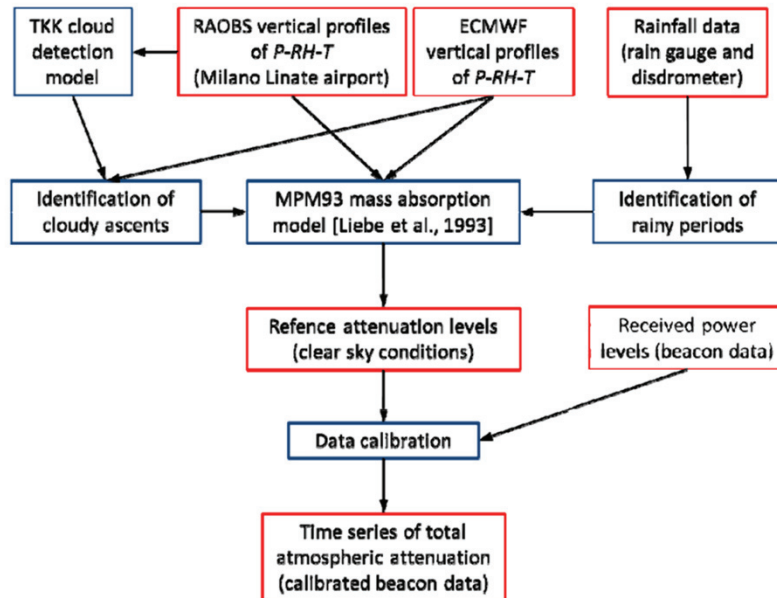 TKK cloud
detection
model
RAOBS vertical profiles
of P-RH-T
(Milano Linate airport)
ECMWF
vertical profiles
of P-RH-T
Rainfall data
(rain gauge and
disdrometer)
Identification of
cloudy ascents
MPM93 mass absorption
model [Liebe et al., 1993]
Identification of
rainy periods
Refence attenuation levels
(clear sky conditions)
Received power
levels (beacon data)
Data calibration
Time series of total
atmospheric attenuation
(calibrated beacon data)